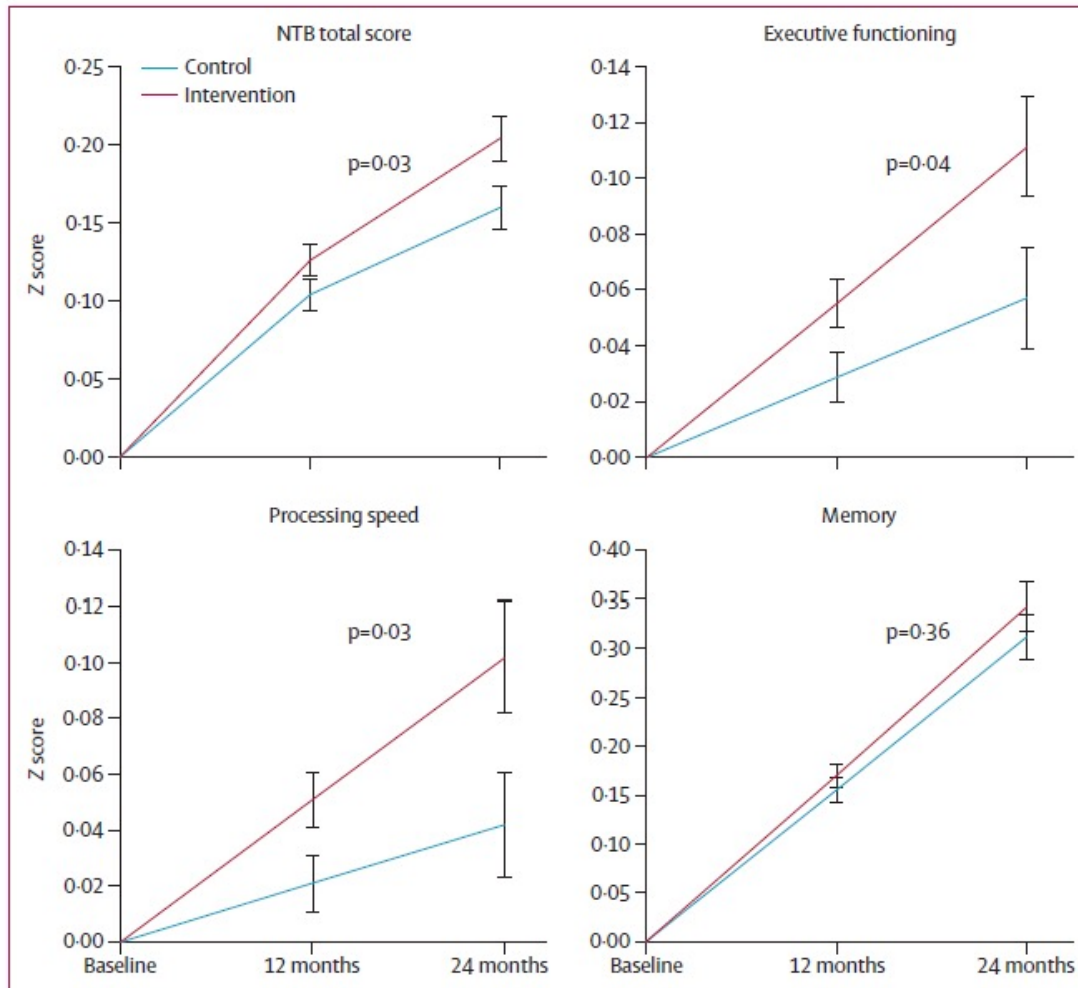 NTB total score
0·25
0·20
0·15
0·10
0·05
0·00
Z score
Control
Intervention
p=0·03
Executive functioning
0·14
0·12
0·10
0·08
0·06
0·04
0·02
0·00
p=0·04
Processing speed
0·14
0·12
0·10
0·08
0·06
0·04
0·02
0·00
Z score
p=0·03
Baseline
12 months
24 months
Memory
0·40
0·35
0·30
0·25
0·20
0·15
0·10
0·05
0·00
p=0·36
Baseline
12 months
24 months